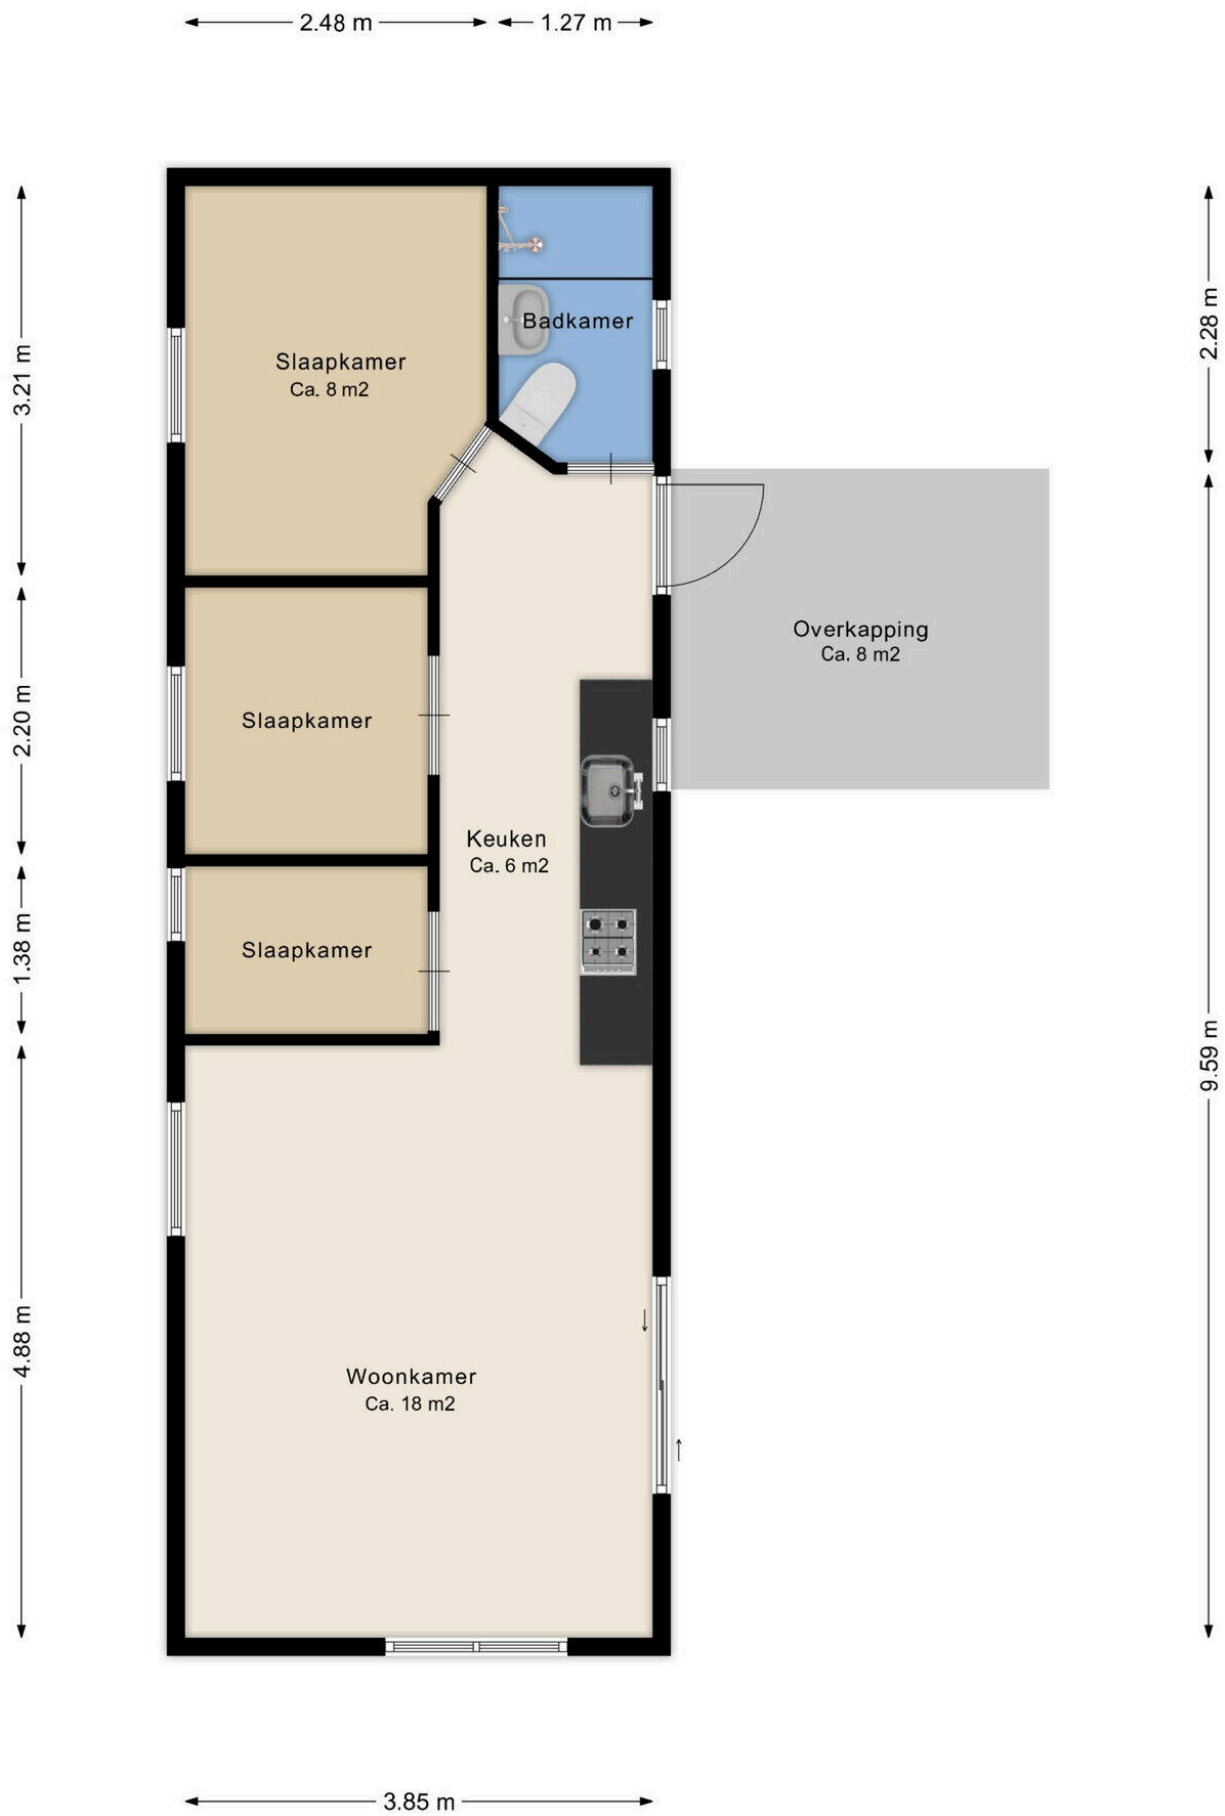 2.48 m
1.27 m
3.21 m
2.20 m
1.38 m
4.88 m
Slaapkamer
Ca. 8 m2
Badkamer
2.28 m
Overkapping
Ca. 8 m2
Slaapkamer
Keuken
Ca. 6 m2
Slaapkamer
9.59 m
Woonkamer
Ca. 18 m2
3.85 m